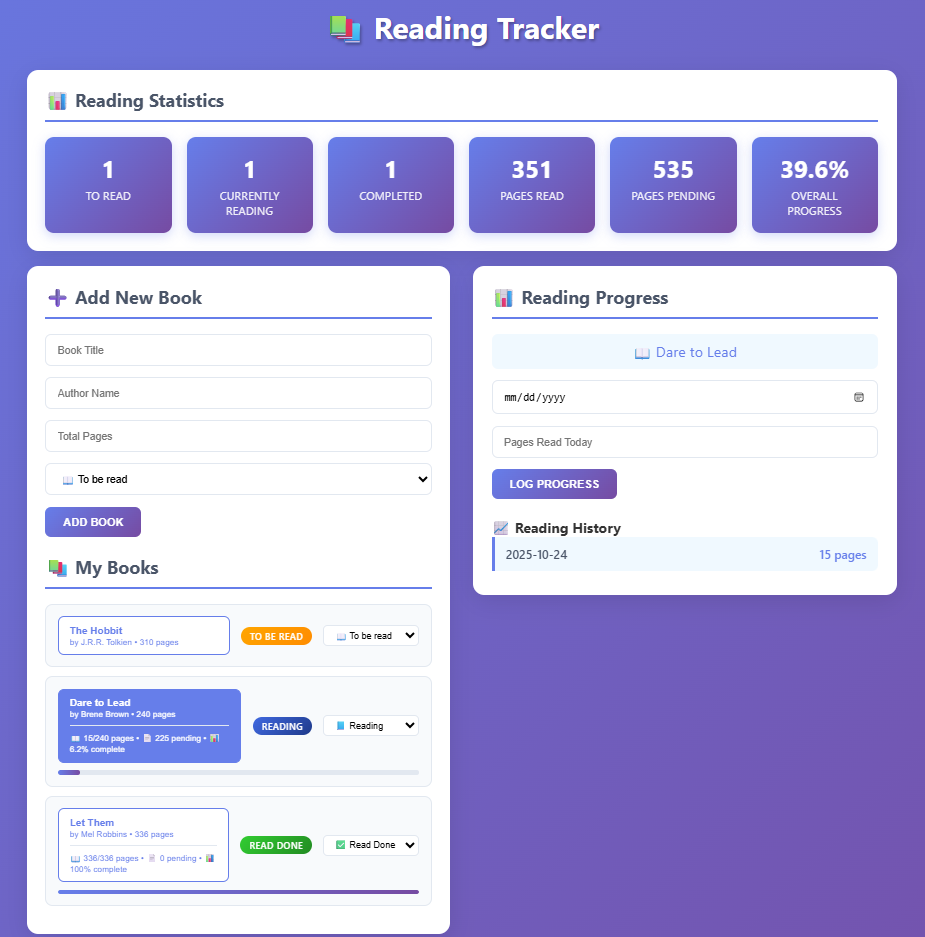 Reading Tracker
Reading Statistics
1
TO READ
1
CURRENTLY
READING
1
COMPLETED
351
PAGES READ
535
PAGES PENDING
39.6%
OVERALL
PROGRESS
Add New Book
Book Title
Author Name
Total Pages
To be read
ADD BOOK
My Books
The Hobbit
by J.R.R. Tolkien • 310 pages
TO BE READ
To be read
Dare to Lead
by Brene Brown • 240 pages
15/240 pages • 225 pending •
6.2% complete
READING
Reading
Let Them
by Mel Robbins • 336 pages
336/336 pages • 0 pending •
100% complete
READ DONE
Read Done
Reading Progress
Dare to Lead
mm/dd/yyyy
Pages Read Today
LOG PROGRESS
Reading History
2025-10-24
15 pages